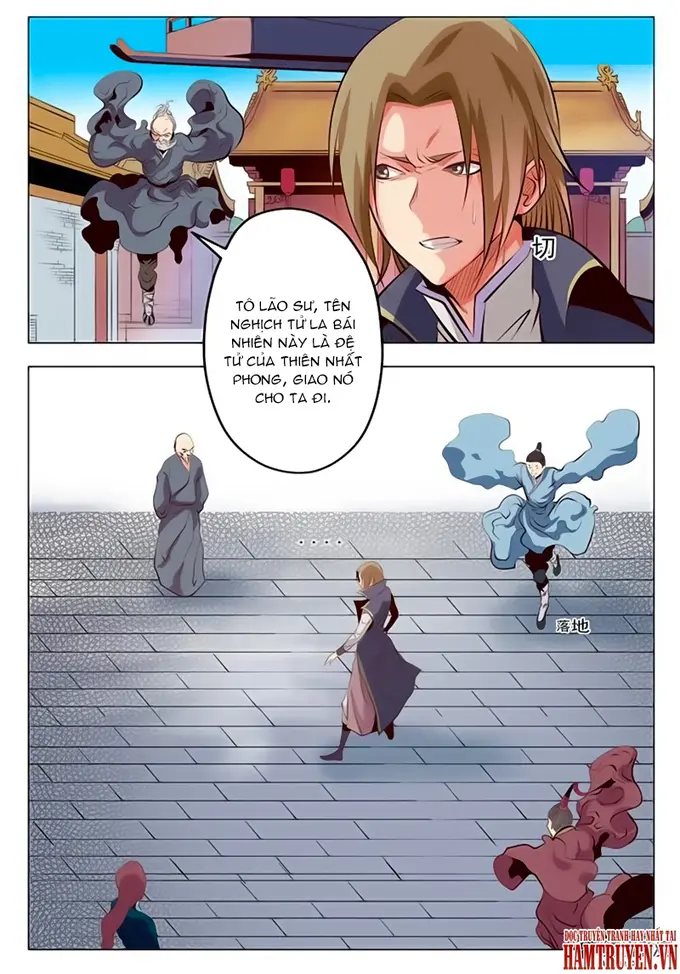 切
TÔ LÃO SƯ, TÊN
NGHỊCH TỬ LA BÁI
NHIÊN NÀY LÀ ĐỆ
TỬ CỦA THIÊN NHẤT
PHONG, GIAO NÓ
CHO TA ĐI.
....
落地
ĐỌC TRUYỆN TRANH HAY NHẤT TẠI
HAMTRUYEN.VN